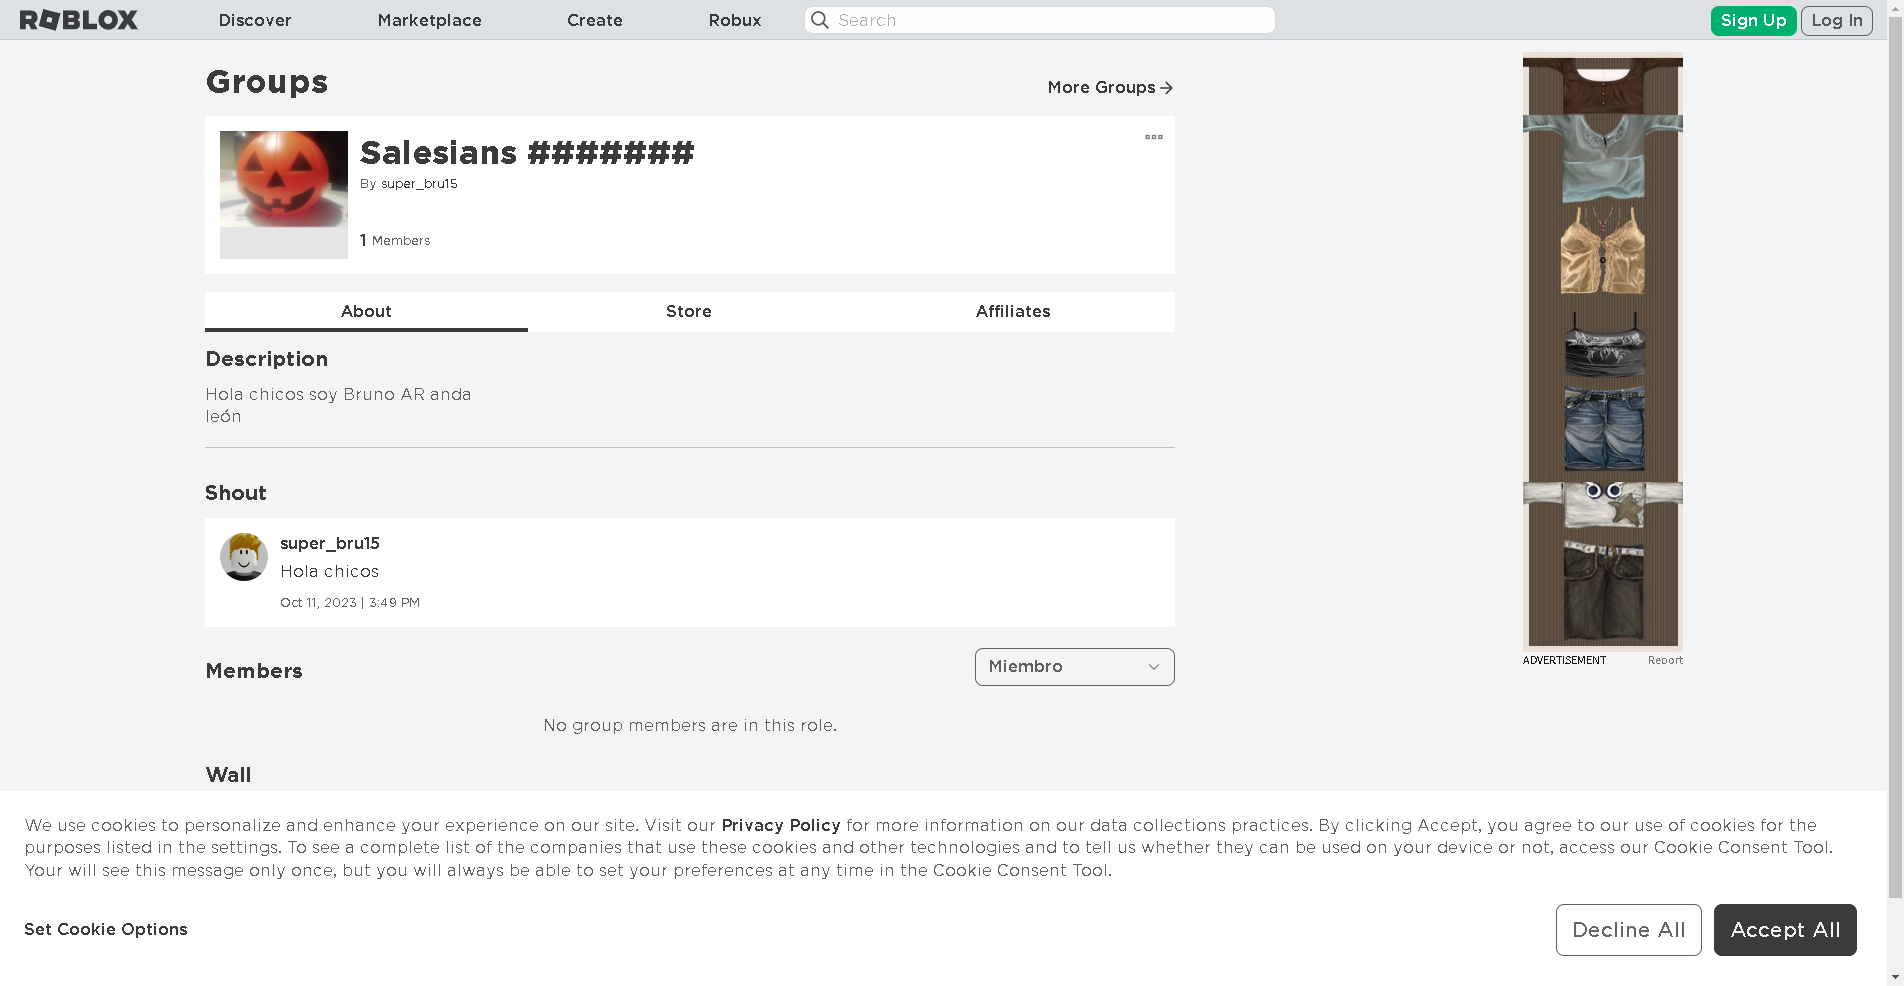 ROBLOX
Discover
Marketplace
Create
Robux
Search
Sign Up
Log In
Groups
More Groups
Salesians #######
By super_bru15
1 Members
About
Store
Affiliates
Description
Hola chicos soy Bruno AR anda
león
Shout
super_bru15
Hola chicos
Oct 11, 2023 | 3:49 PM
Members
Miembro
No group members are in this role.
Wall
ADVERTISEMENT
Report
We use cookies to personalize and enhance your experience on our site. Visit our Privacy Policy for more information on our data collections practices. By clicking Accept, you agree to our use of cookies for the
purposes listed in the settings. To see a complete list of the companies that use these cookies and other technologies and to tell us whether they can be used on your device or not, access our Cookie Consent Tool.
Your will see this message only once, but you will always be able to set your preferences at any time in the Cookie Consent Tool.
Set Cookie Options
Decline All
Accept All